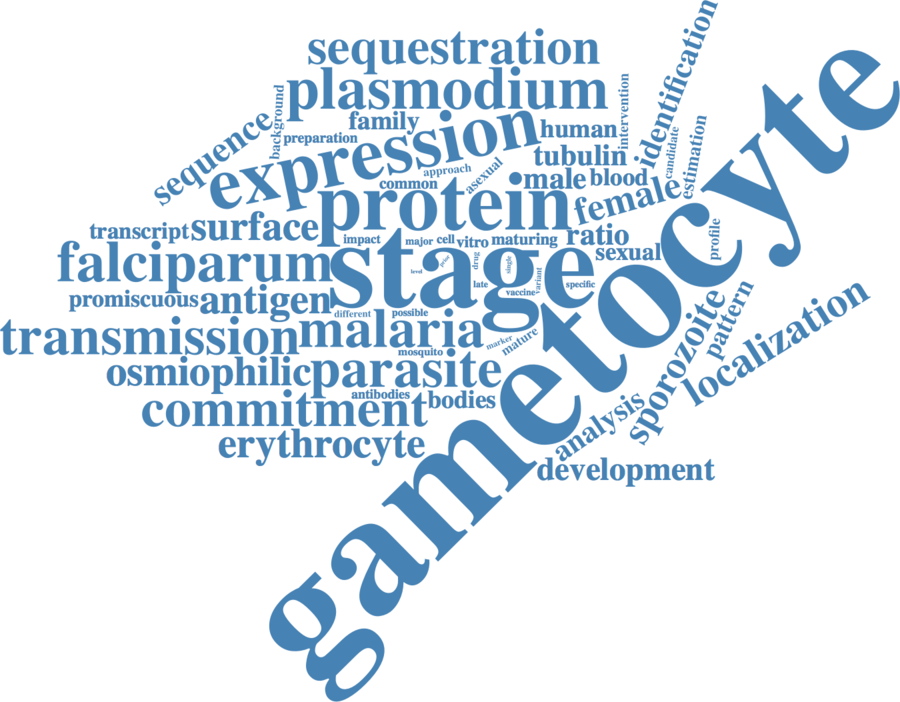 sequestration
plasmodium
identification
intervention
background
family
sequence
preparation
expression
human
candidate
estimation
tubulin
approach
asexual
common
male
blood
female
protein
transcript
surface
impact
major
cell
vitro
maturing
ratio
sexual
profile
falciparum
stage
level
prior
drug
single
variant
late
vaccine
specific
promiscuous
antigen
different
possible
transmission
malaria
marker
mature
mosquito
osmiophilic
parasite
antibodies
bodies
commitment
erythrocyte
gametocyte
sporozoite
pattern
localization
analysis
development